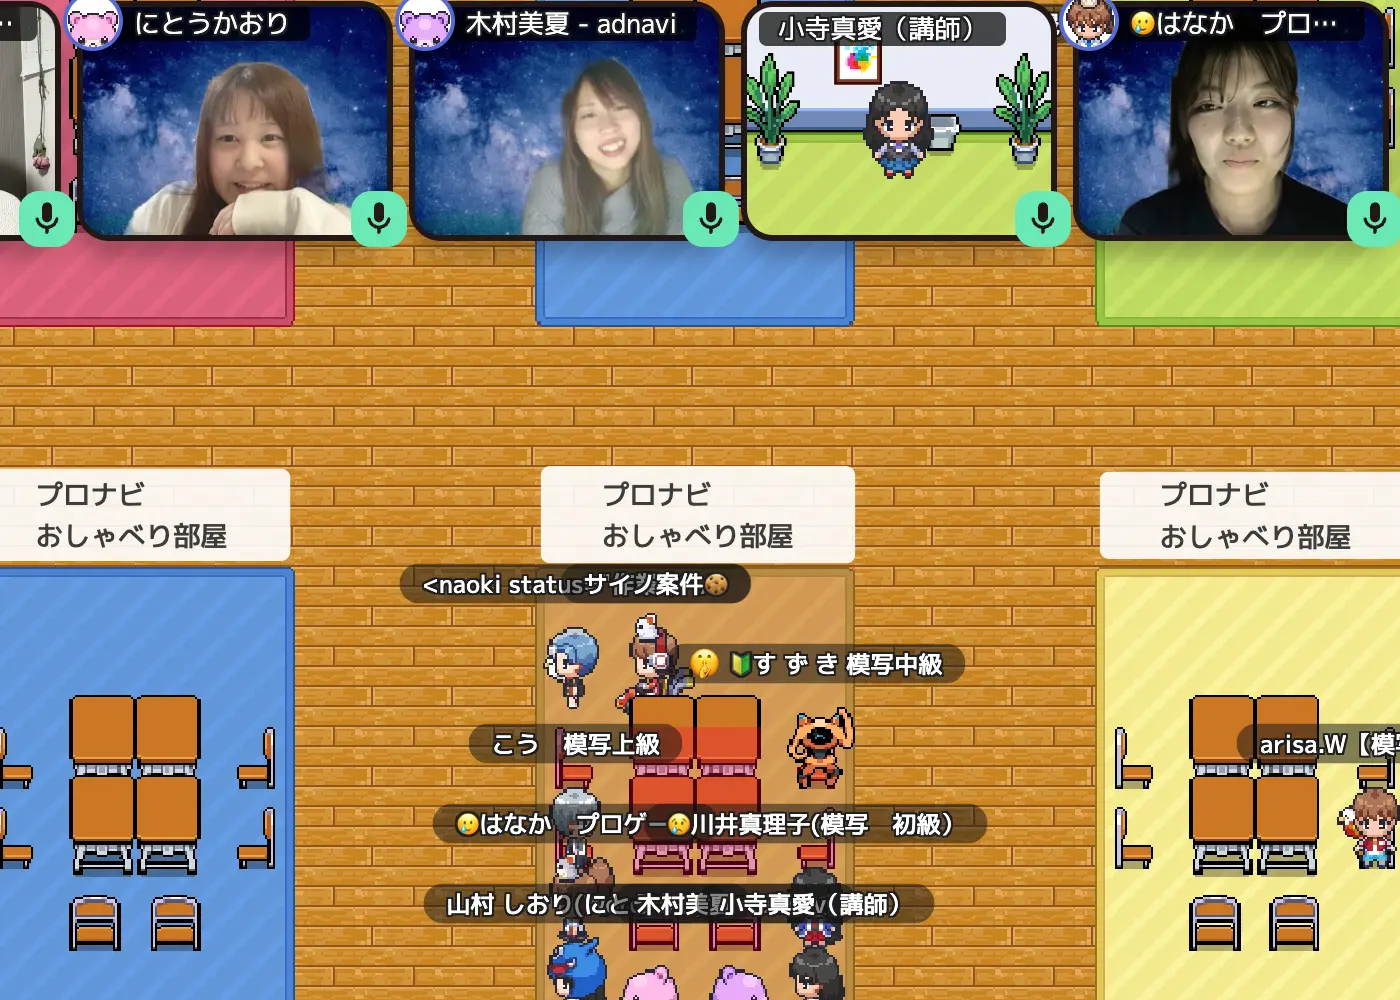 …
にとうかおり
木村美夏 - adnavi
小寺真愛（講師）
🥲はなか　プロ…
プロナビ
おしゃべり部屋
プロナビ
おしゃべり部屋
プロナビ
おしゃべり部屋
<naoki status
サイノ案件🍪
🤫 🔰す ず き 模写中級
こう　模写上級
arisa.W【模
🥲はなか　プロゲー
😢川井真理子(模写　初級）
山村 しおり(
にと
木村美夏
小寺真愛（講師）